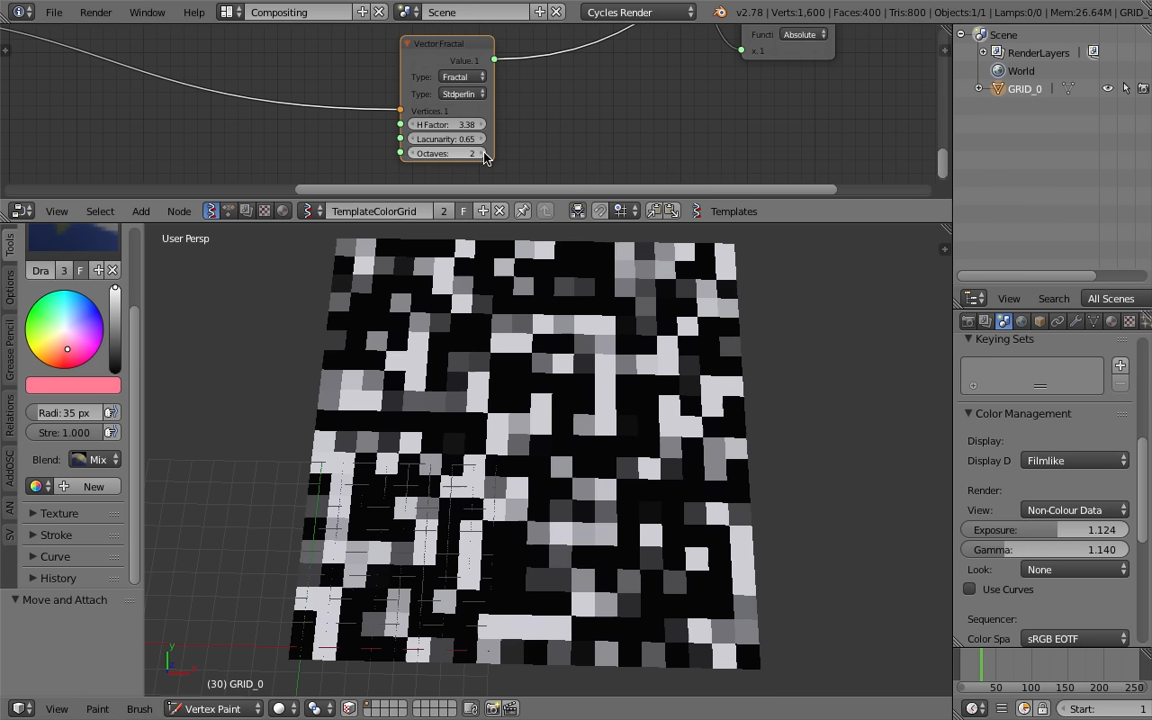 File Render Window Help Compositing Scene Cycles Render v2.78 | Verts:1,600 | Faces:400 | Tris:800 | Objects:1/1 | Lamps:0/0 | Mem:26.64M | GRID_
Vector Fractal
Value.1
Type: Fractal
Type: Stdperlin
Vertices.1
H Factor: 3.38
Lacunarity: 0.65
Octaves: 2
Functi Absolute
x.1
Scene
RenderLayers
World
GRID_0
View Select Add Node TemplateColorGrid 2 F Templates
User Persp
Tools
Options
Grease Pencil
Relations
AddOSC
AN
SV
Dra 3 F
Radi: 35 px
Stre: 1.000
Blend: Mix
New
Texture
Stroke
Curve
History
Move and Attach
y
(30) GRID_0
View Paint Brush Vertex Paint
View Search All Scenes
Keying Sets
Color Management
Display:
Display D Filmlike
Render:
View: Non-Colour Data
Exposure: 1.124
Gamma: 1.140
Look: None
Use Curves
Sequencer:
Color Spa sRGB EOTF
50 100 150 200 250
Start: 1